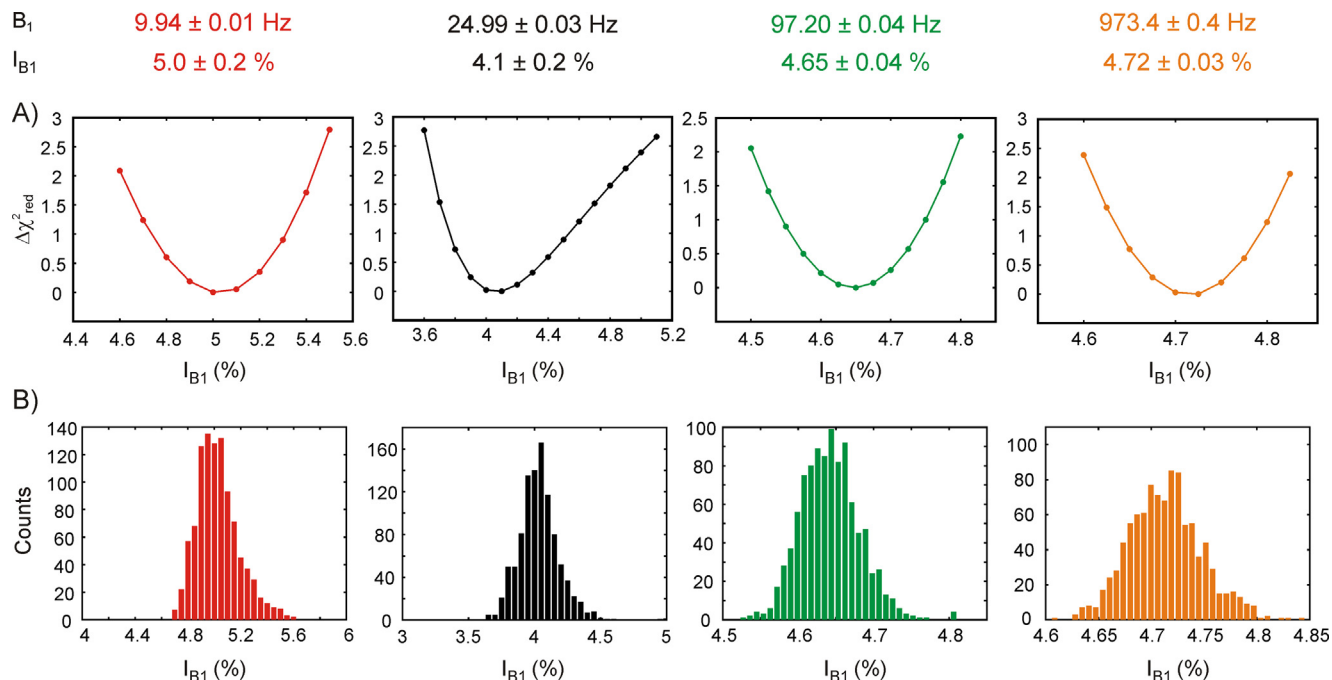 B1 9.94 ± 0.01 Hz 24.99 ± 0.03 Hz 97.20 ± 0.04 Hz 973.4 ± 0.4 Hz
IB1 5.0 ± 0.2 % 4.1 ± 0.2 % 4.65 ± 0.04 % 4.72 ± 0.03 %
A)
Δχ²red
3
2.5
2
1.5
1
0.5
0
4.4 4.6 4.8 5 5.2 5.4 5.6
IB1 (%)
3
2.5
2
1.5
1
0.5
0
3.6 4 4.4 4.8 5.2
IB1 (%)
2.5
2
1.5
1
0.5
0
4.5 4.6 4.7 4.8
IB1 (%)
3
2.5
2
1.5
1
0.5
0
4.6 4.7 4.8
IB1 (%)
B)
Counts
140
120
100
80
60
40
20
0
4 4.4 4.8 5.2 5.6 6
IB1 (%)
160
120
80
40
0
3 3.5 4 4.5 5
IB1 (%)
100
80
60
40
20
0
4.5 4.6 4.7 4.8
IB1 (%)
100
80
60
40
20
0
4.6 4.65 4.7 4.75 4.8 4.85
IB1 (%)